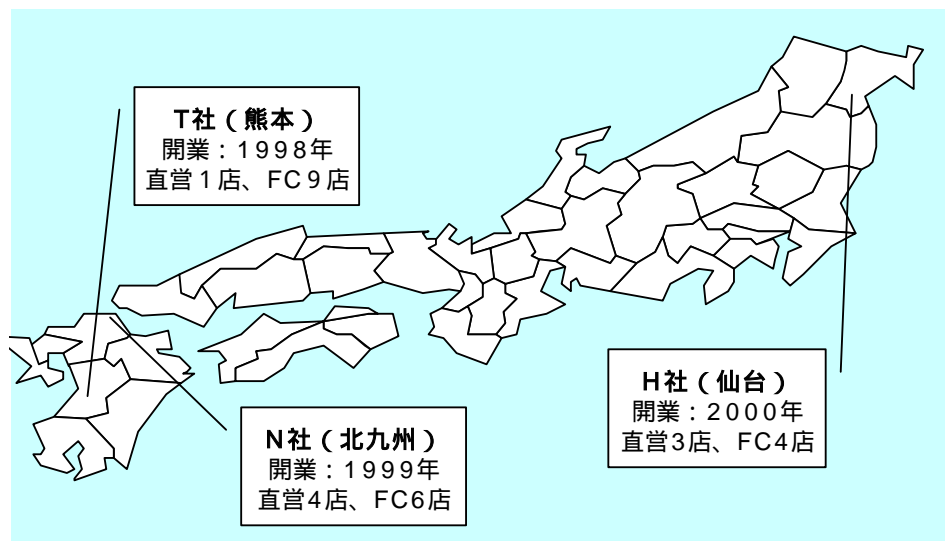 T社（熊本）
開業：1998年
直営1店、FC9店
H社（仙台）
開業：2000年
直営3店、FC4店
N社（北九州）
開業：1999年
直営4店、FC6店